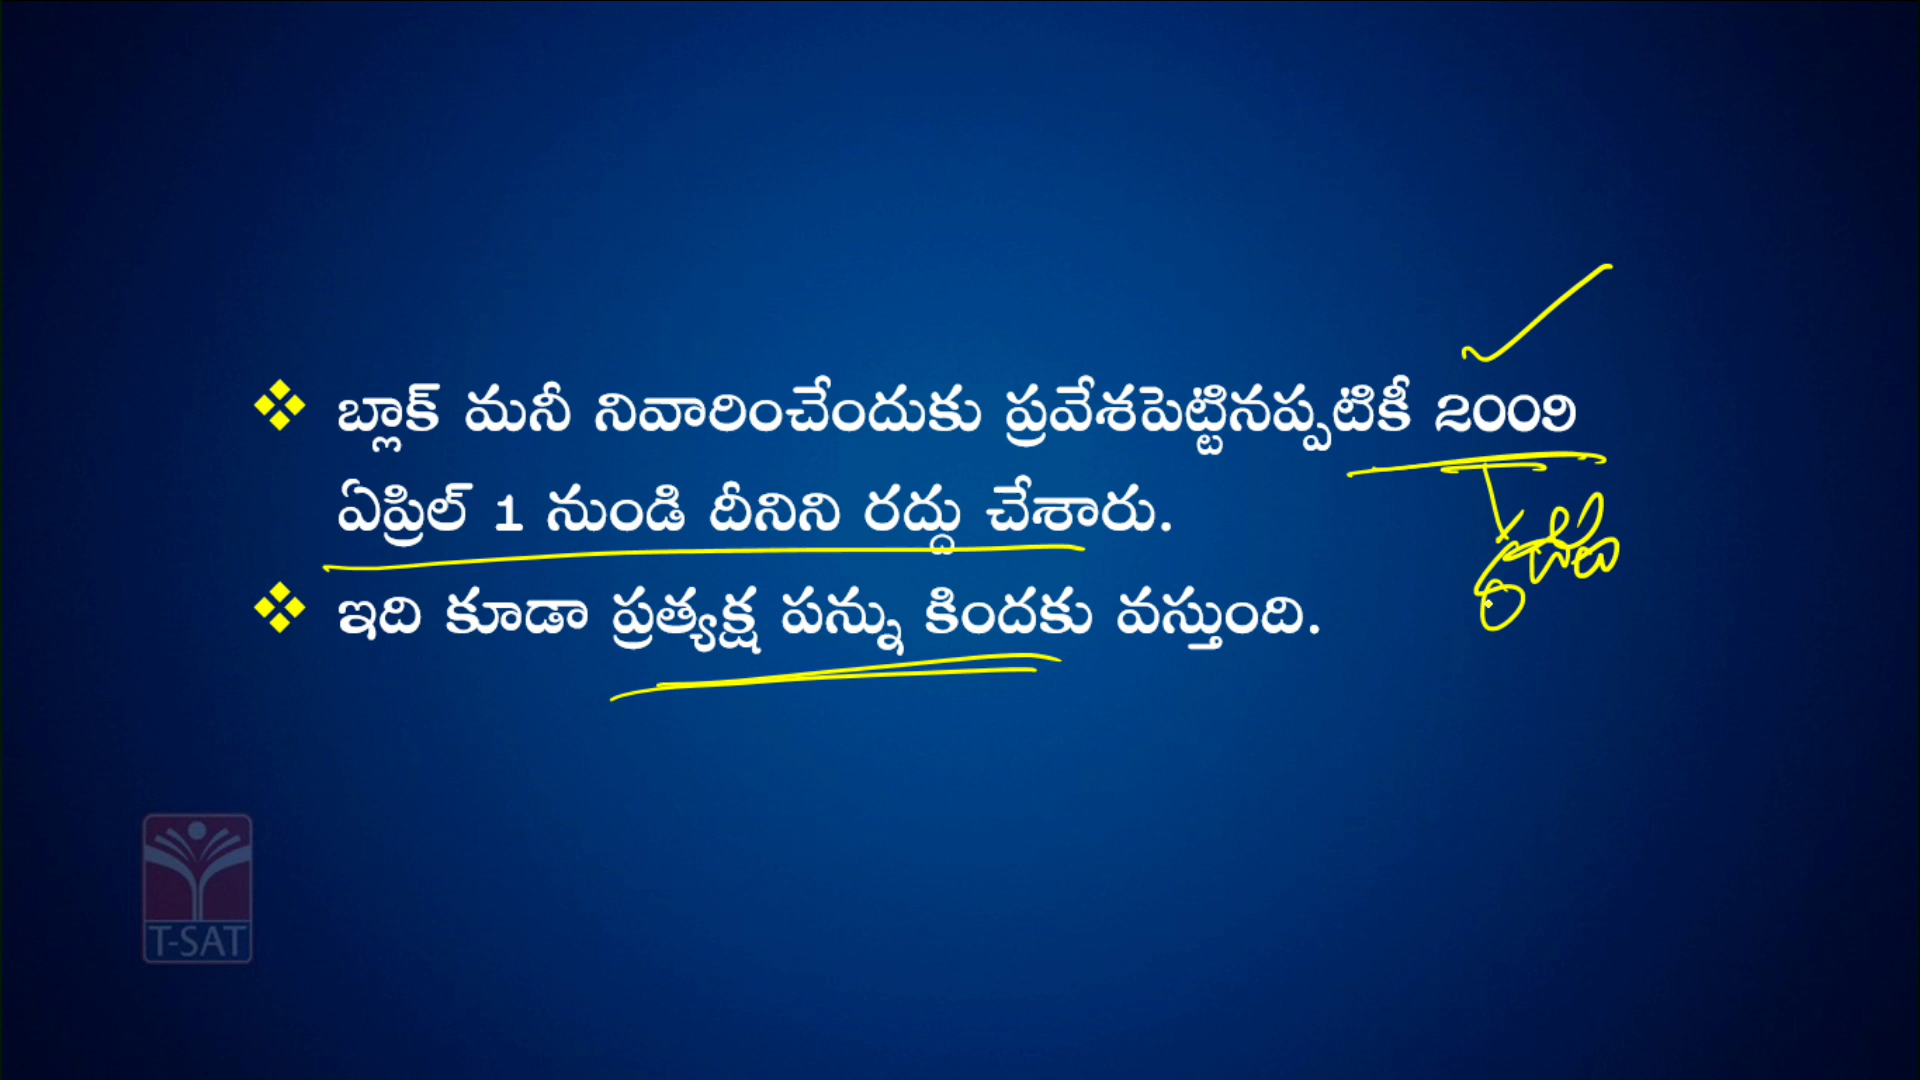 ❖ బ్లాక్ మనీ నివారించేందుకు ప్రవేశపెట్టినప్పటికీ 2009
ఏప్రిల్ 1 నుండి దీనిని రద్దు చేశారు.
❖ ఇది కూడా ప్రత్యక్ష పన్ను కిందకు వస్తుంది.
T-SAT